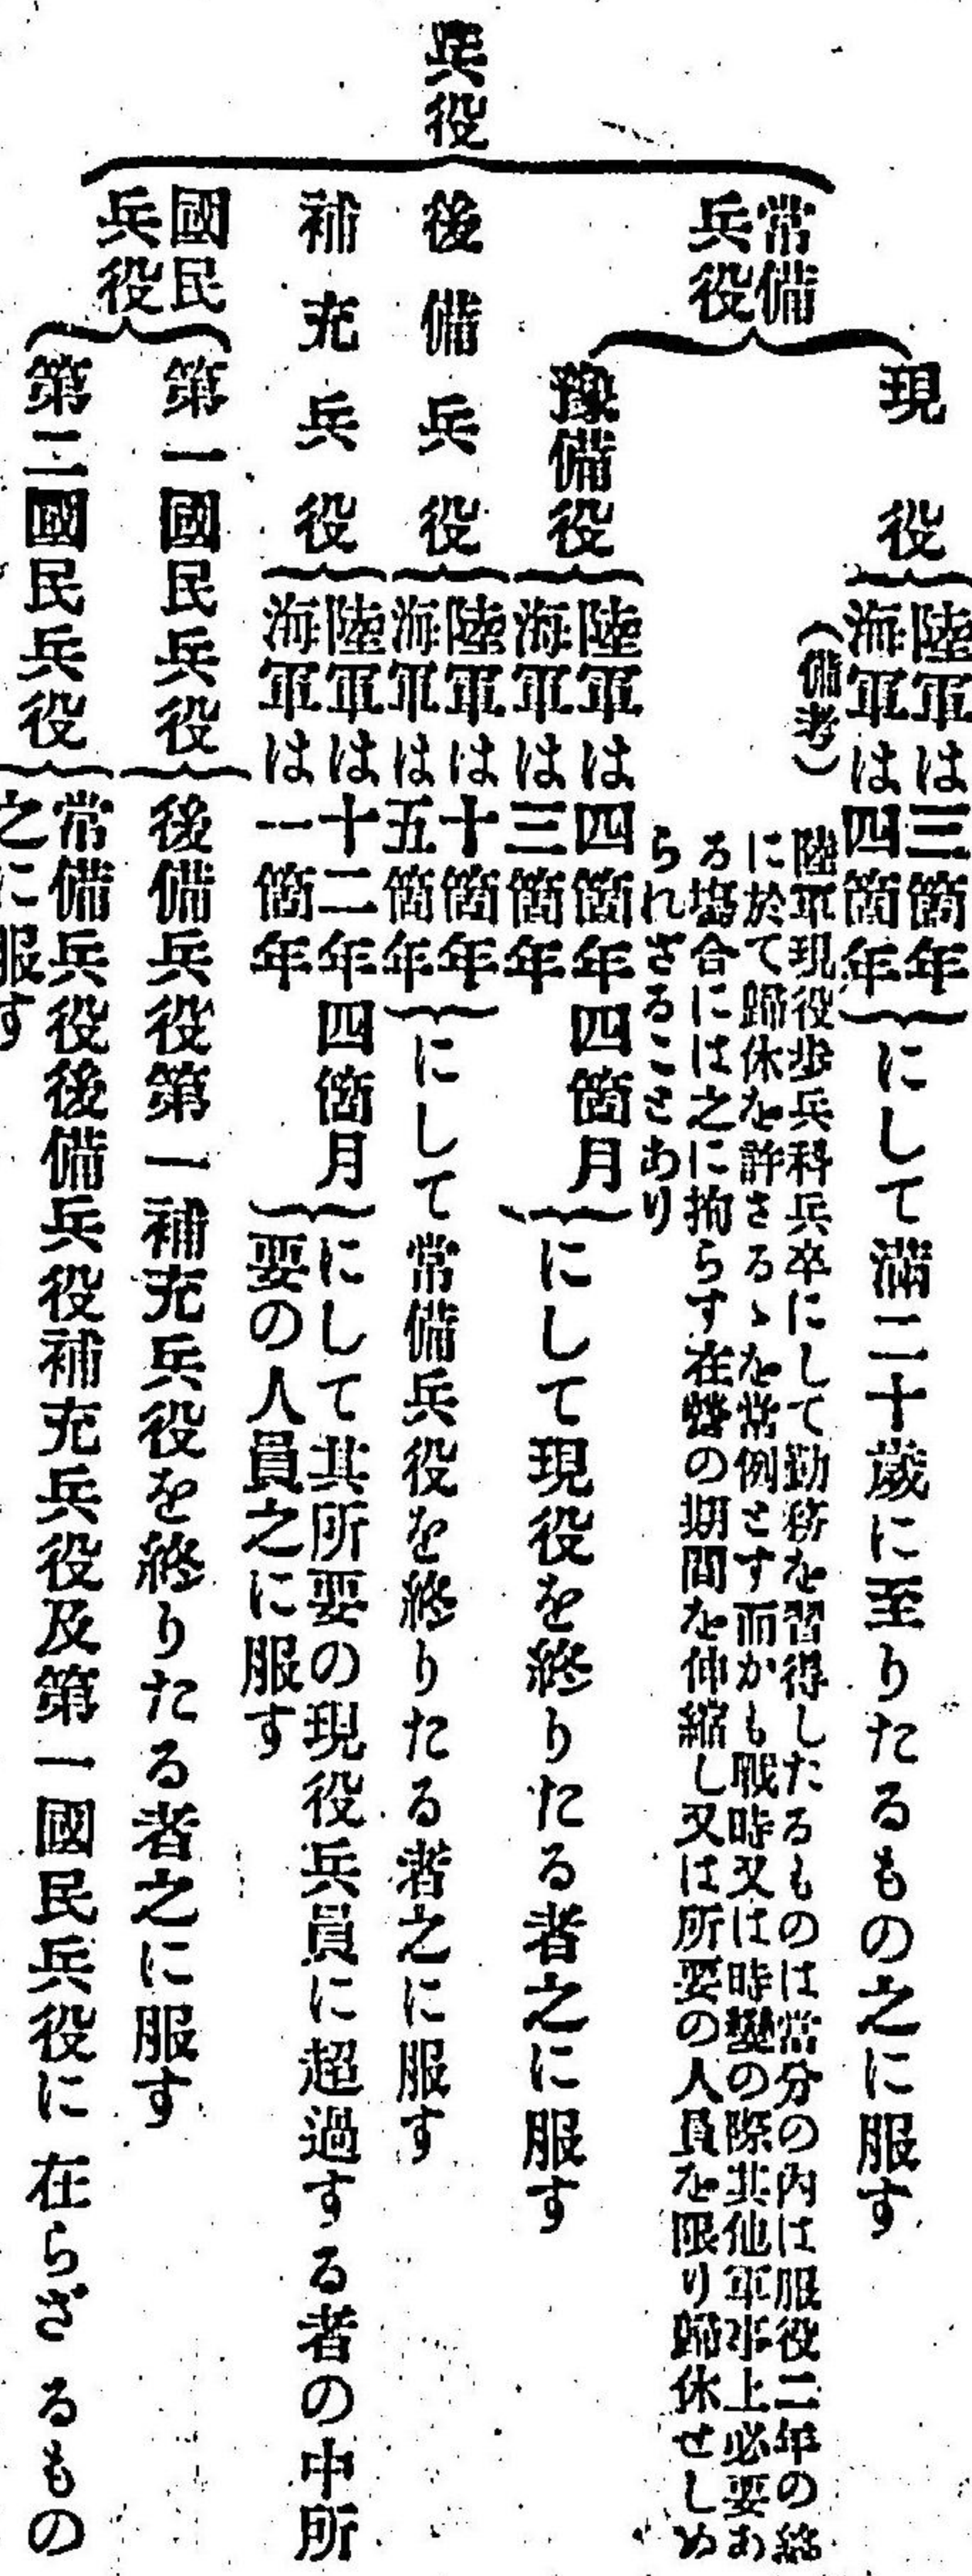 兵役
常備
兵役
現役
陸軍は三箇年
海軍は四箇年
にして滿二十歲に至りたるもの之に服す
(備考)
陸軍現役步兵科兵卒にして勤務を習得したるものは當分の內は服役二年の終
に於て歸休を許さるゝを常例とす而かも戰時又は時變の際其他軍事上必要あ
る塲合には之に拘らす在營の期間を伸縮し又は所要の人員を限り歸休せしめ
られざることあり
豫備役
陸軍は四箇年四箇月
海軍は三箇年
にして現役を終りたる者之に服す
後備兵役
陸軍は十箇年
海軍は五箇年
にして常備兵役を終りたる者之に服す
補充兵役
陸軍は十二箇年四箇月
海軍は一箇年
にして其所要の現役兵員に超過する者の中所
要の人員之に服す
國民
兵役
第一國民兵役
後備兵役第一補充兵役を終りたる者之に服す
第二國民兵役
常備兵役後備兵役補充兵役及第一國民兵役に在らざるもの
之に服す